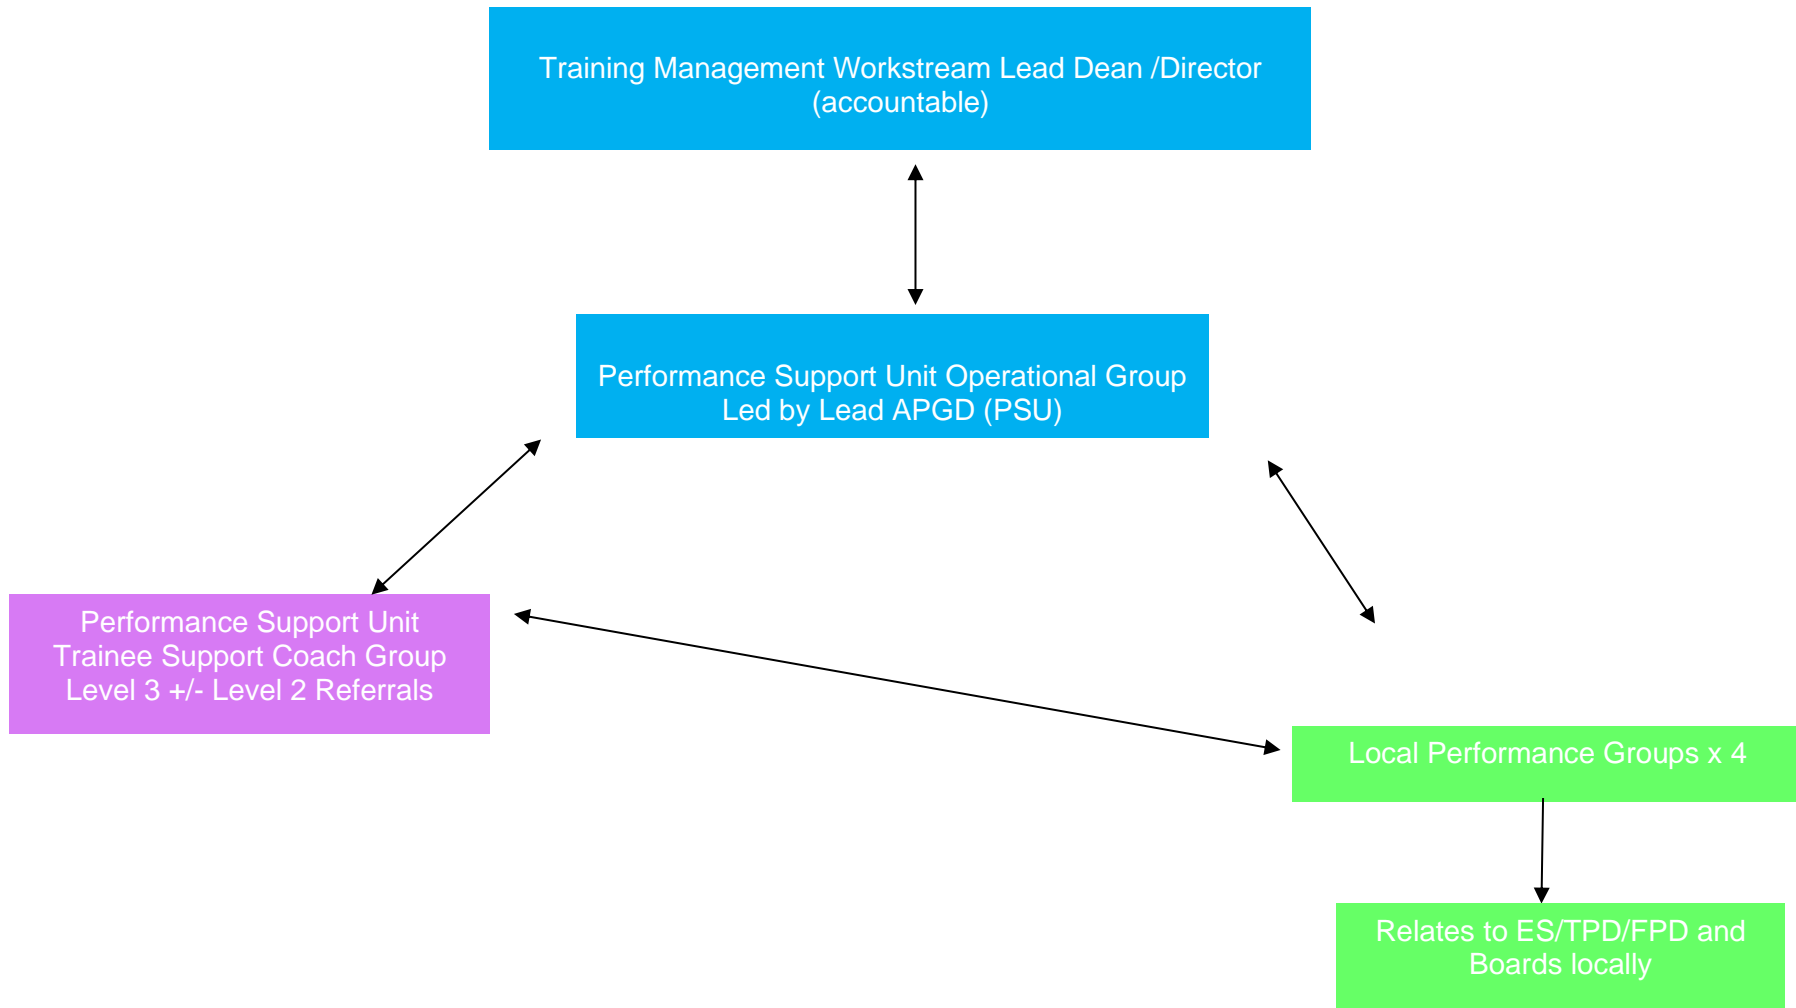 Training Management Workstream Lead Dean /Director
(accountable)
Performance Support Unit Operational Group
Led by Lead APGD (PSU)
Performance Support Unit
Trainee Support Coach Group
Level 3 +/- Level 2 Referrals
Local Performance Groups x 4
Relates to ES/TPD/FPD and
Boards locally